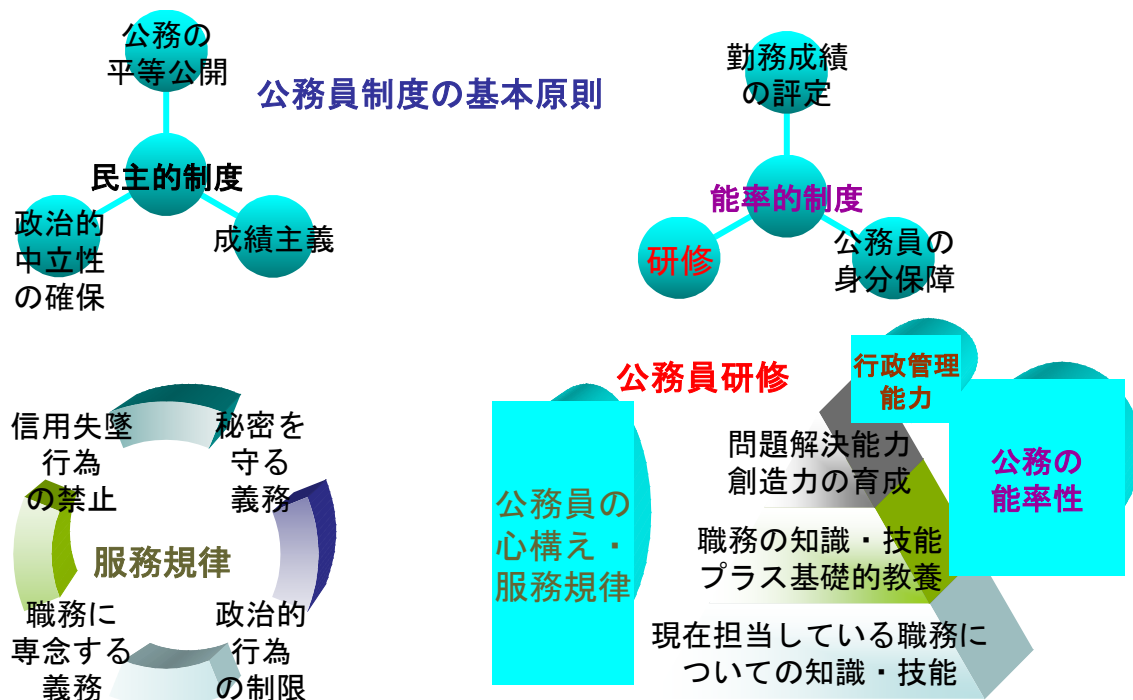 公務員制度の基本原則
公務の
平等公開
民主的制度
政治的
中立性
の確保
成績主義
勤務成績
の評定
能率的制度
研修
公務員の
身分保障
信用失墜
行為
の禁止
秘密を
守る
義務
服務規律
職務に
専念する
義務
政治的
行為
の制限
公務員研修
公務員の
心構え・
服務規律
行政管理
能力
問題解決能力
創造力の育成
職務の知識・技能
プラス基礎的教養
現在担当している職務に
ついての知識・技能
公務の
能率性